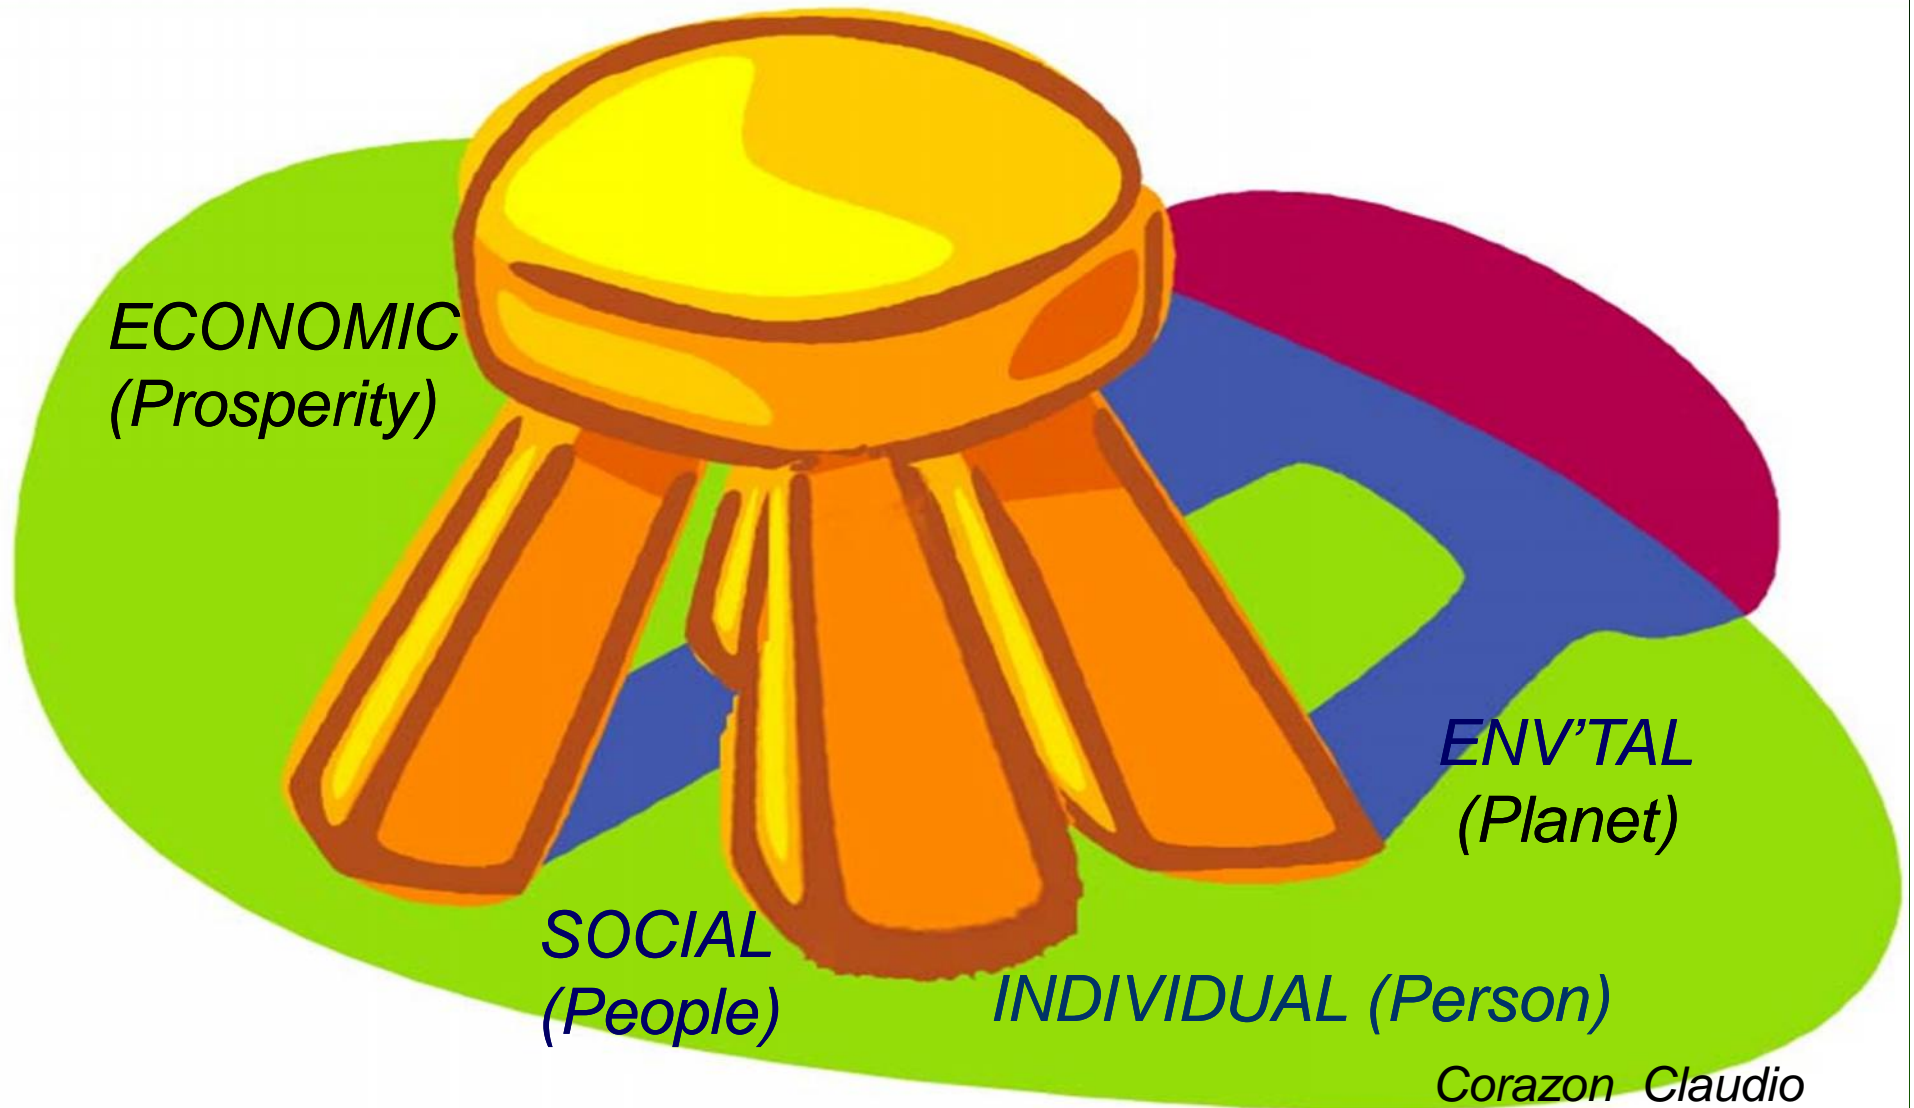 ECONOMIC
(Prosperity)
ENV’TAL
(Planet)
SOCIAL
(People)
INDIVIDUAL (Person)
Corazon Claudio